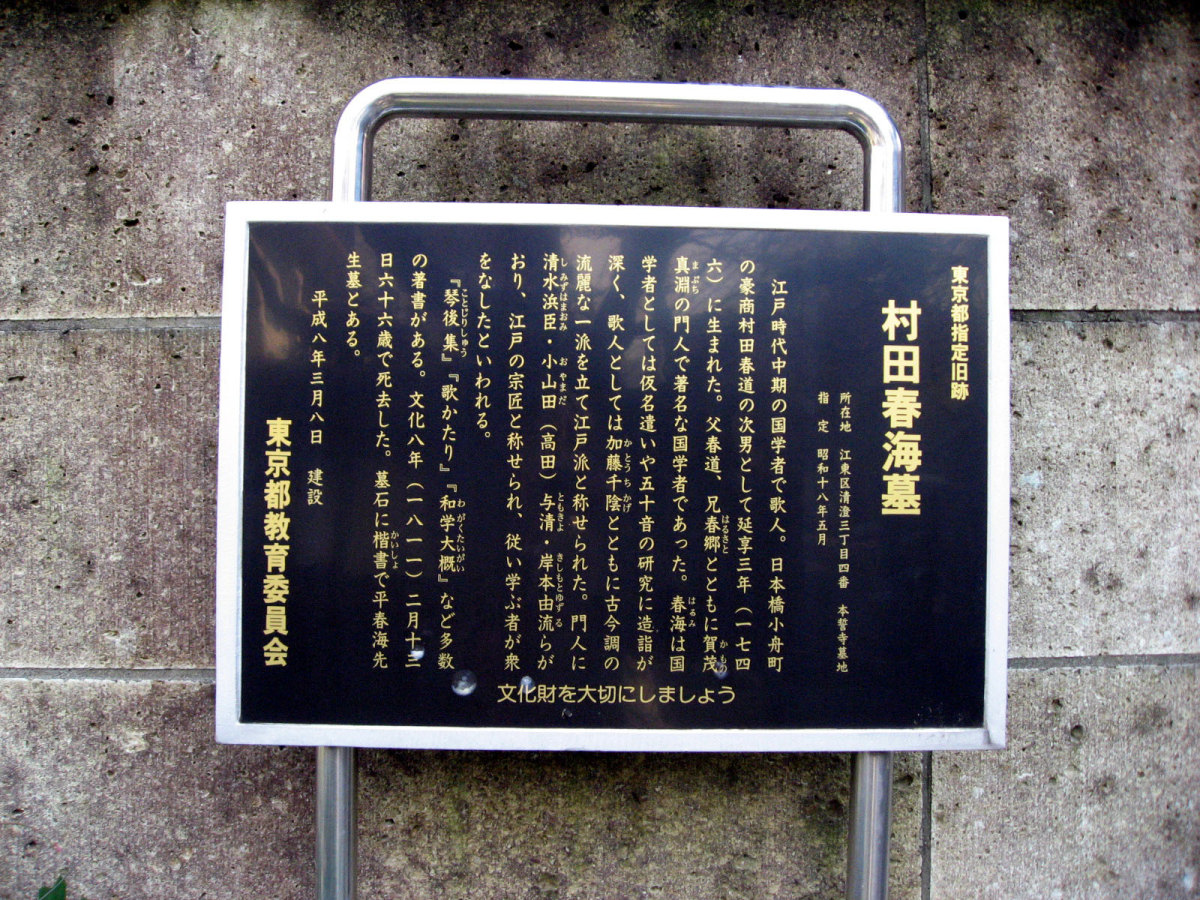 東京都指定旧跡
村田春海墓
所在地 江東区清澄三丁目四番 本誓寺墓地
指定 昭和十八年五月
江戸時代中期の国学者で歌人。日本橋小舟町
の豪商村田春道の次男として延享三年（一七四
六）に生まれた。父春道、兄春郷とともに賀茂
真淵の門人で著名な国学者であった。春海は国
学者としては仮名遣いや五十音の研究に造詣が
深く、歌人としては加藤千陰とともに古今調の
流麗な一派を立て江戸派と称せられた。門人に
清水浜臣・小山田（高田）与清・岸本由流らが
おり、江戸の宗匠と称せられ、従い学ぶ者が衆
をなしたといわれる。
『琴後集』『歌かたり』『和学大概』など多数
の著書がある。文化八年（一八一一）二月十三
日六十六歳で死去した。墓石に楷書で平春海先
生墓とある。
平成八年三月八日 建設
東京都教育委員会
文化財を大切にしましょう